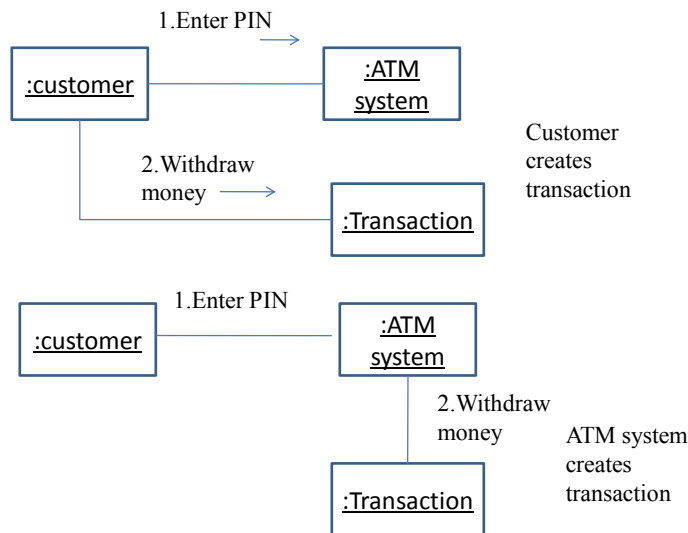 1.Enter PIN
:customer
:ATM
system
Customer
creates
transaction
2.Withdraw
money
:Transaction
1.Enter PIN
:customer
:ATM
system
2.Withdraw
money
ATM system
creates
transaction
:Transaction